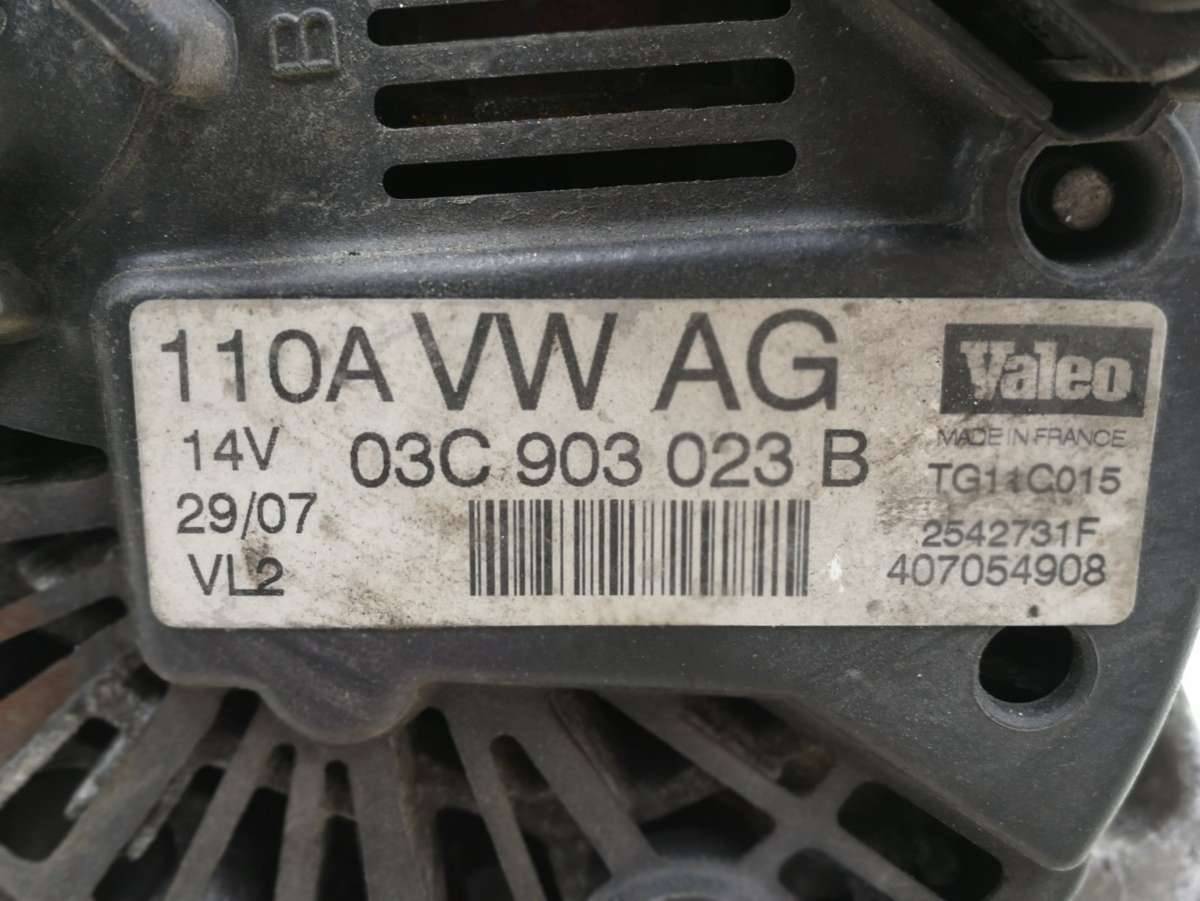 B
110A VW AG
Valeo
MADE IN FRANCE
14V
03C 903 023 B
TG11C015
29/07
2542731F
VL2
407054908